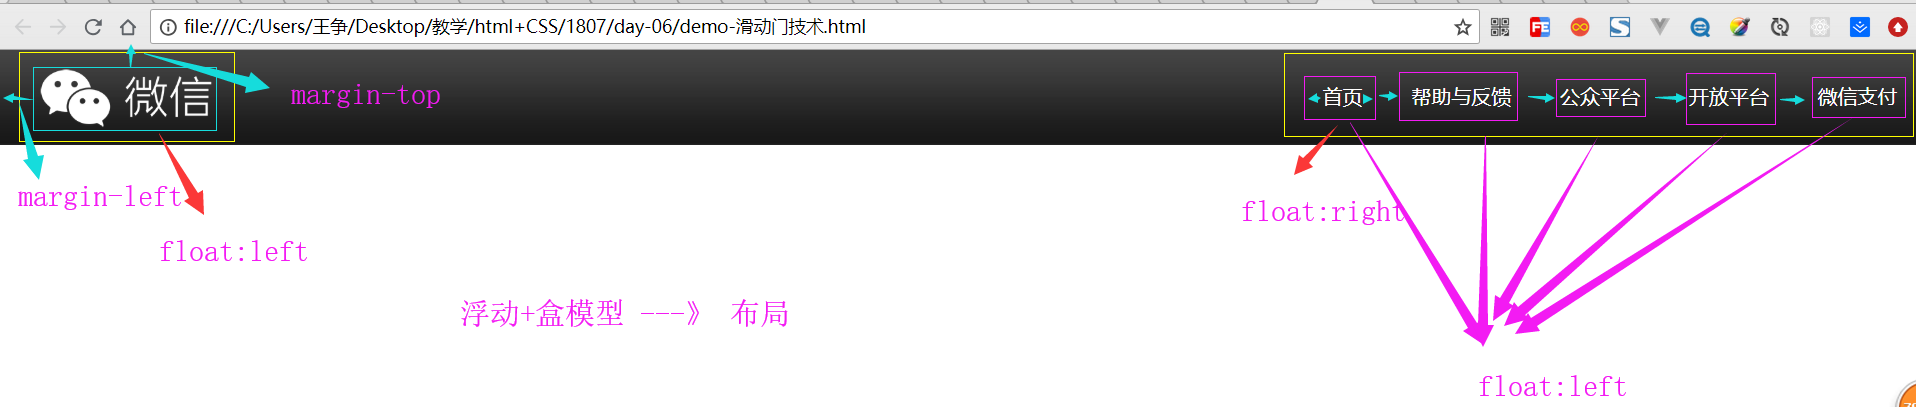 file:///C:/Users/王争/Desktop/教学/html+CSS/1807/day-06/demo-滑动门技术.html
微信
margin-top
首页 帮助与反馈 公众平台 开放平台 微信支付
margin-left
float:right
float:left
浮动+盒模型 ---》 布局
float:left